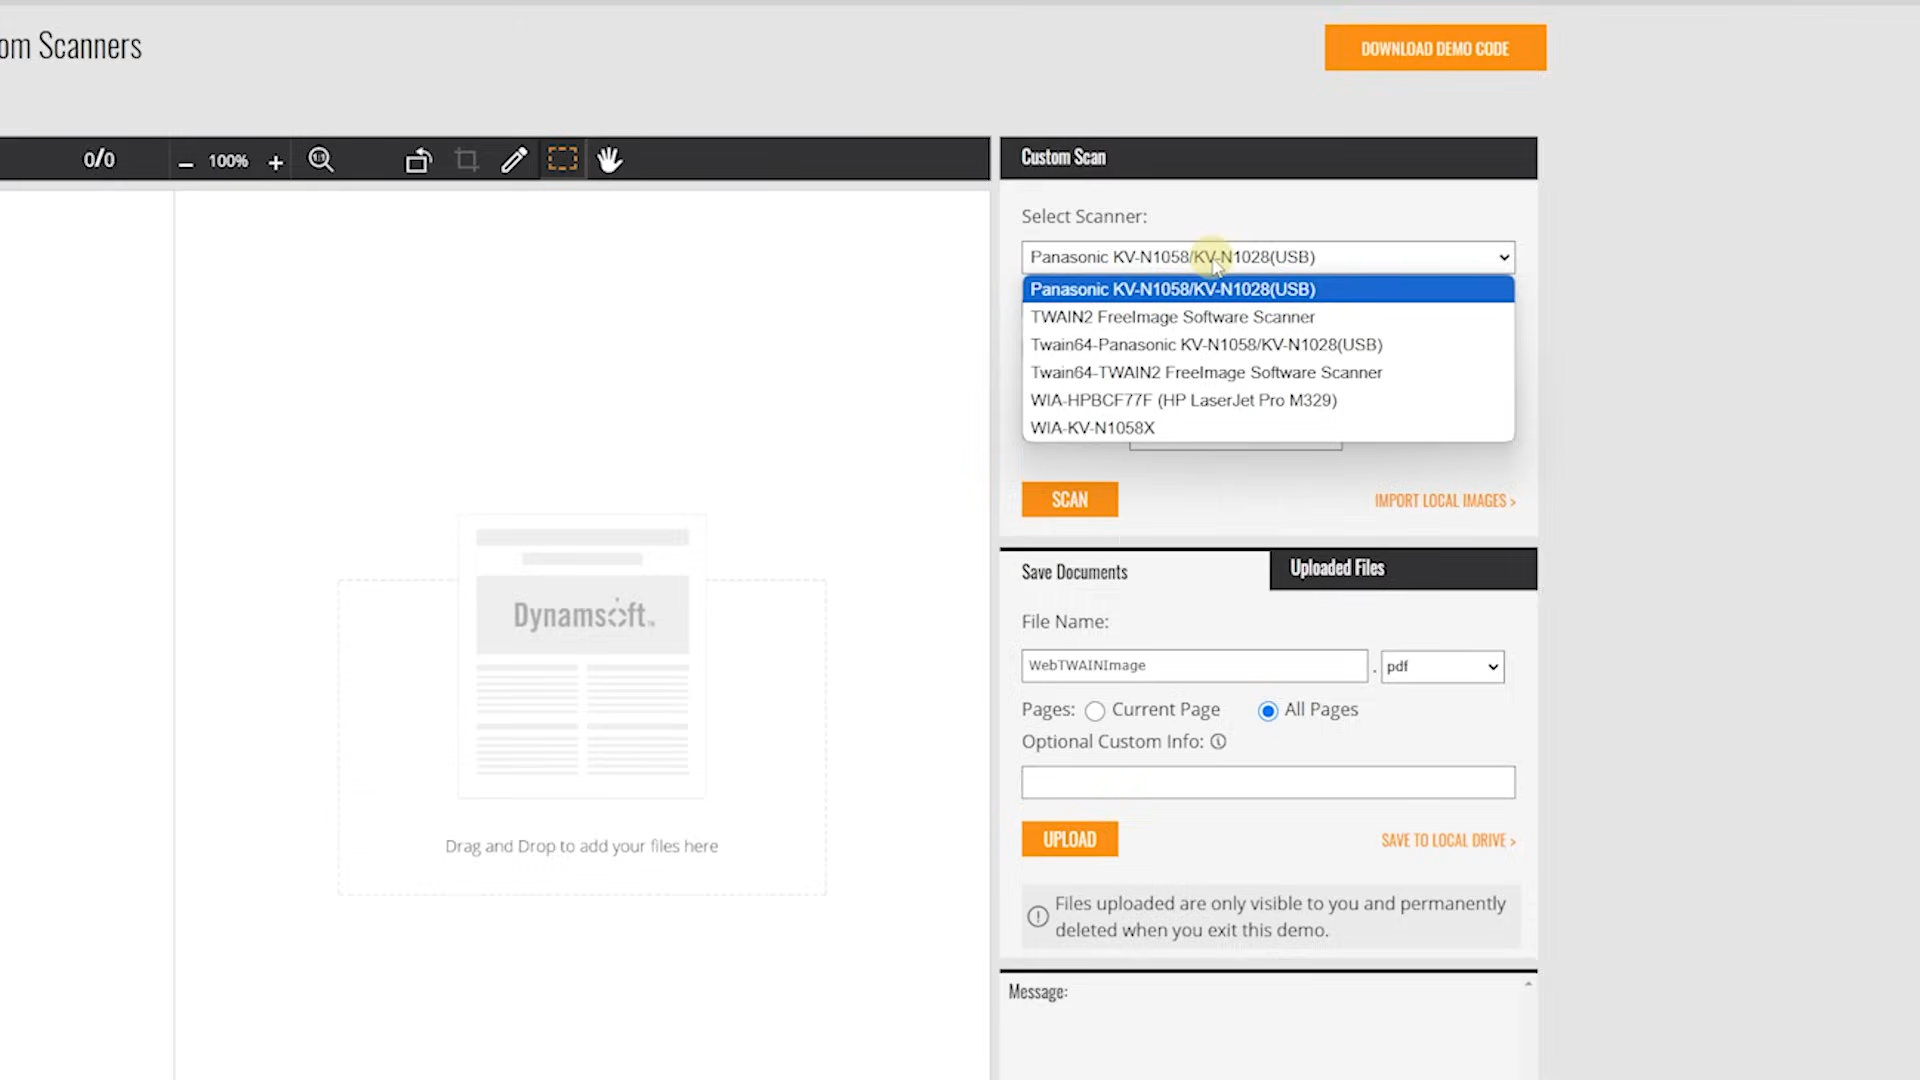 om Scanners
DOWNLOAD DEMO CODE
0/0
100%
1:1
Custom Scan
Select Scanner:
Panasonic KV-N1058/KV-N1028(USB)
Panasonic KV-N1058/KV-N1028(USB)
TWAIN2 FreeImage Software Scanner
Twain64-Panasonic KV-N1058/KV-N1028(USB)
Twain64-TWAIN2 FreeImage Software Scanner
WIA-HPBCF77F (HP LaserJet Pro M329)
WIA-KV-N1058X
SCAN
IMPORT LOCAL IMAGES >
Save Documents
Uploaded Files
File Name:
WebTWAINImage
.
pdf
Pages:
Current Page
All Pages
Optional Custom Info:
UPLOAD
SAVE TO LOCAL DRIVE >
Files uploaded are only visible to you and permanently
deleted when you exit this demo.
Message:
Dynamsoft
Drag and Drop to add your files here